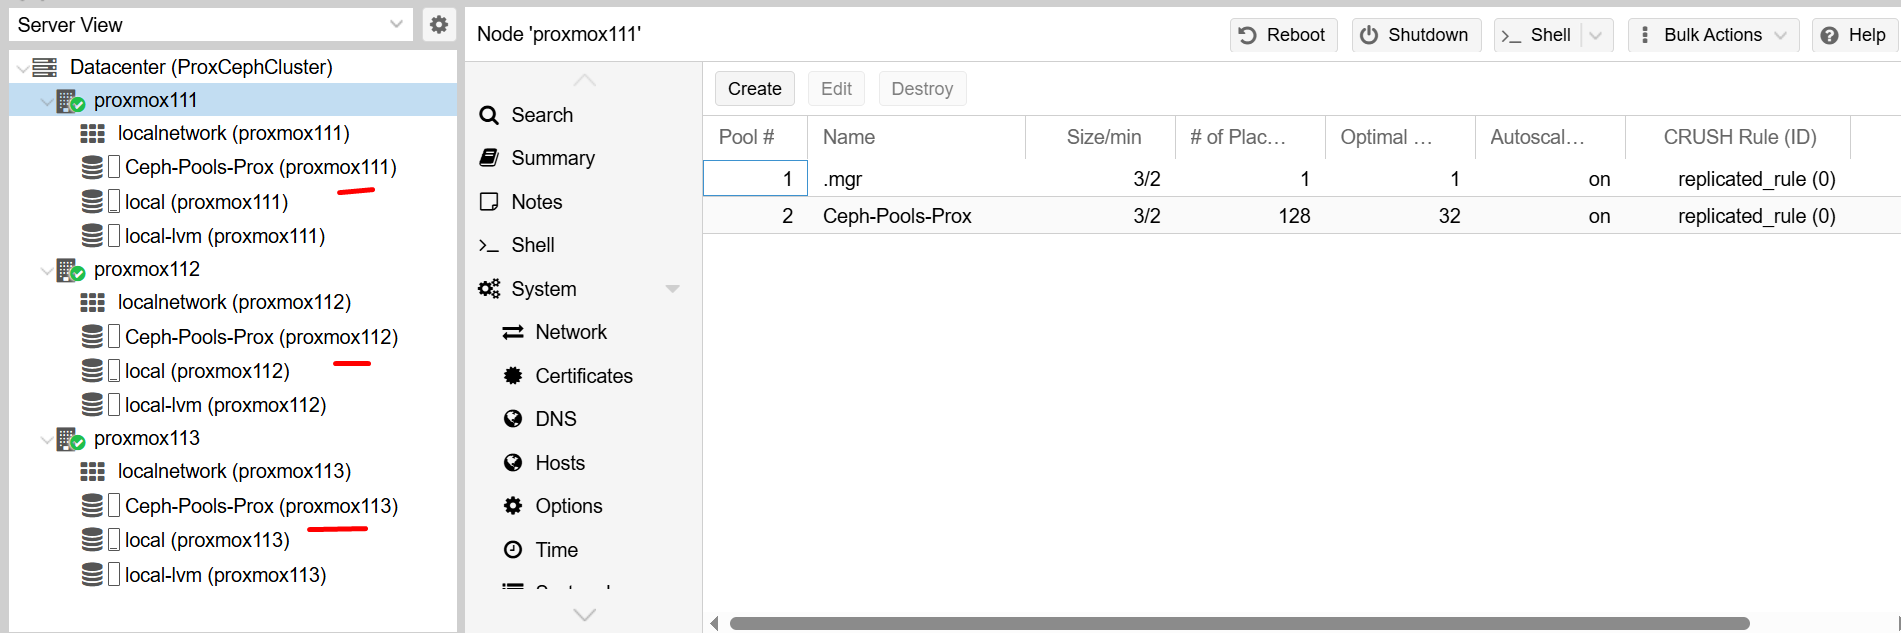 Server View
Datacenter (ProxCephCluster)
proxmox111
localnetwork (proxmox111)
Ceph-Pools-Prox (proxmox111)
local (proxmox111)
local-lvm (proxmox111)
proxmox112
localnetwork (proxmox112)
Ceph-Pools-Prox (proxmox112)
local (proxmox112)
local-lvm (proxmox112)
proxmox113
localnetwork (proxmox113)
Ceph-Pools-Prox (proxmox113)
local (proxmox113)
local-lvm (proxmox113)
Node 'proxmox111'
Reboot Shutdown Shell Bulk Actions Help
Search
Summary
Notes
Shell
System
Network
Certificates
DNS
Hosts
Options
Time
Create Edit Destroy
Pool # Name Size/min # of Plac… Optimal … Autoscal… CRUSH Rule (ID)
1 .mgr 3/2 1 1 on replicated_rule (0)
2 Ceph-Pools-Prox 3/2 128 32 on replicated_rule (0)